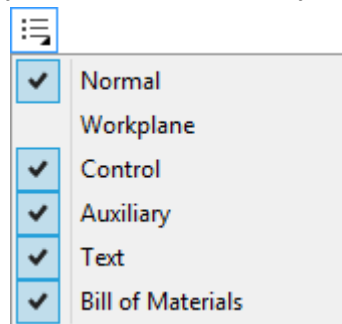 Normal
Workplane
Control
Auxiliary
Text
Bill of Materials